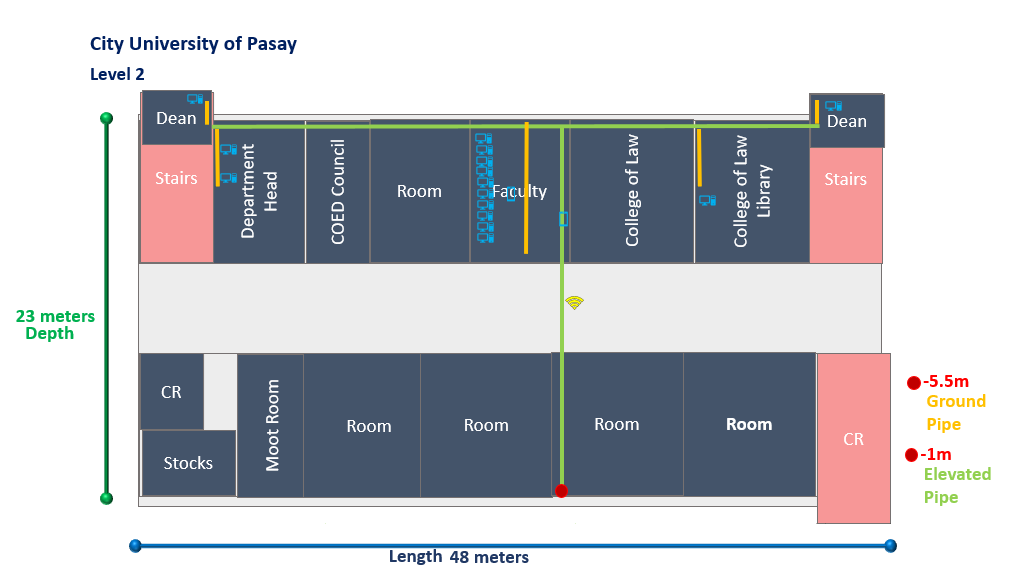 City University of Pasay
Level 2
Dean
Dean
Stairs
Department
Head
COED Council
Room
Faculty
College of Law
College of Law
Library
Stairs
23 meters
Depth
CR
Stocks
Moot Room
Room
Room
Room
Room
CR
-5.5m
Ground
Pipe
-1m
Elevated
Pipe
Length 48 meters